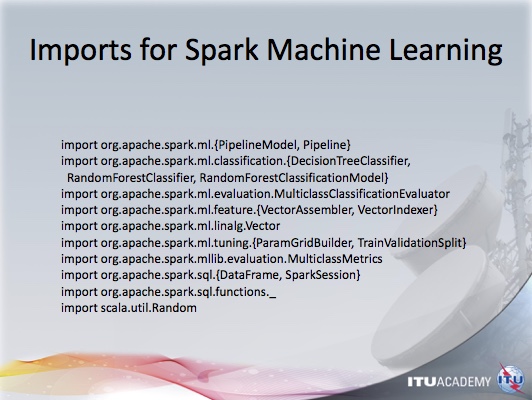 Imports for Spark Machine Learning
import org.apache.spark.ml.{PipelineModel, Pipeline}
import org.apache.spark.ml.classification.{DecisionTreeClassifier,
RandomForestClassifier, RandomForestClassificationModel}
import org.apache.spark.ml.evaluation.MulticlassClassificationEvaluator
import org.apache.spark.ml.feature.{VectorAssembler, VectorIndexer}
import org.apache.spark.ml.linalg.Vector
import org.apache.spark.ml.tuning.{ParamGridBuilder, TrainValidationSplit}
import org.apache.spark.mllib.evaluation.MulticlassMetrics
import org.apache.spark.sql.{DataFrame, SparkSession}
import org.apache.spark.sql.functions._
import scala.util.Random
ITUACADEMY ITU